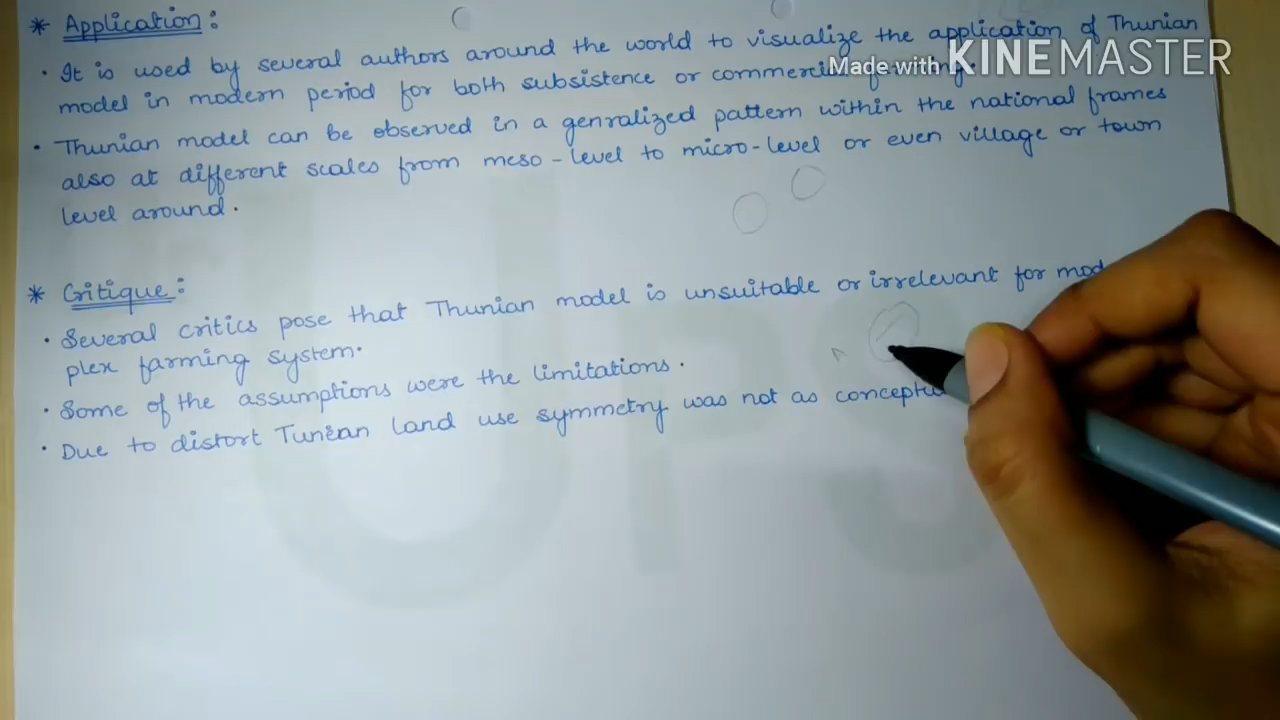 * Application :
· It is used by several authors around the world to visualize the application of Thunian
Made with KINEMASTER
model in modern period for both subsistence or
· Thunian model can be observed in a genralized pattern within the national frames
also at different scales from meso-level to micro-level or even village or town
level around.
* Critique :
· Several critics pose that Thunian model is unsuitable or irrelevant for
plex farming system.
· Some of the assumptions were the limitations.
· Due to distort Tunian land use symmetry was not as
UPS